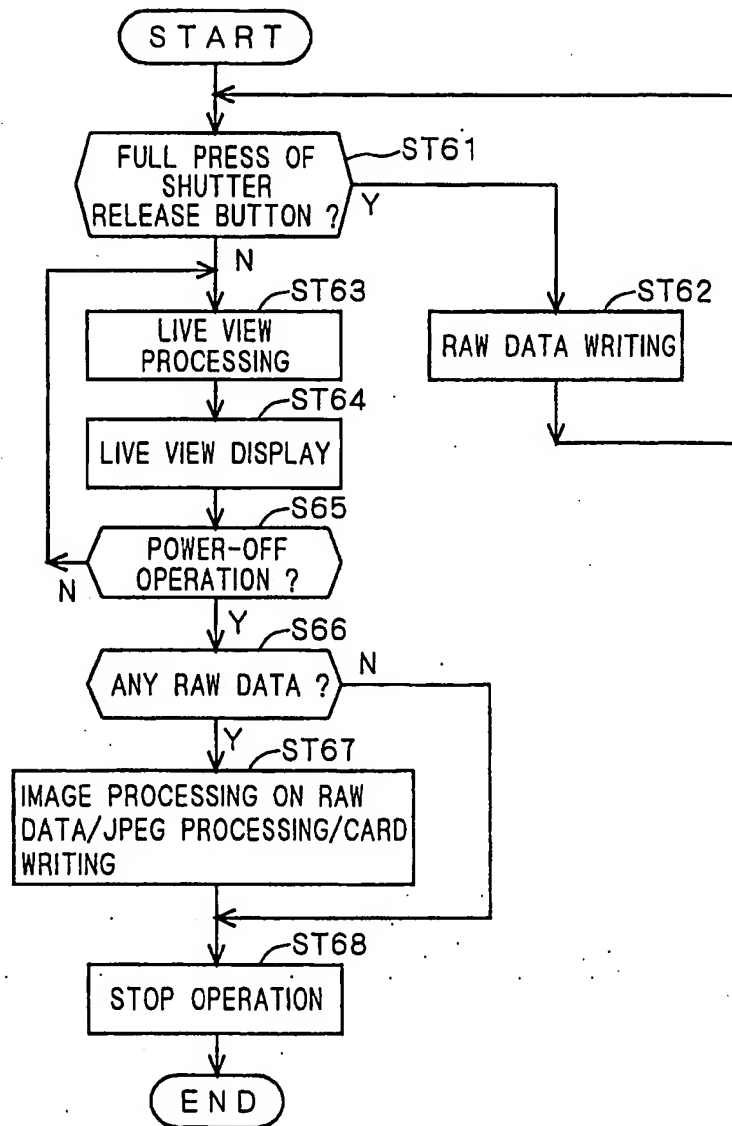 START
ST61
FULL PRESS OF
SHUTTER
RELEASE BUTTON ?
Y
N
ST63
ST62
LIVE VIEW
PROCESSING
RAW DATA WRITING
ST64
LIVE VIEW DISPLAY
S65
POWER-OFF
OPERATION ?
N
Y
S66
N
ANY RAW DATA ?
Y
ST67
IMAGE PROCESSING ON RAW
DATA/JPEG PROCESSING/CARD
WRITING
ST68
STOP OPERATION
END